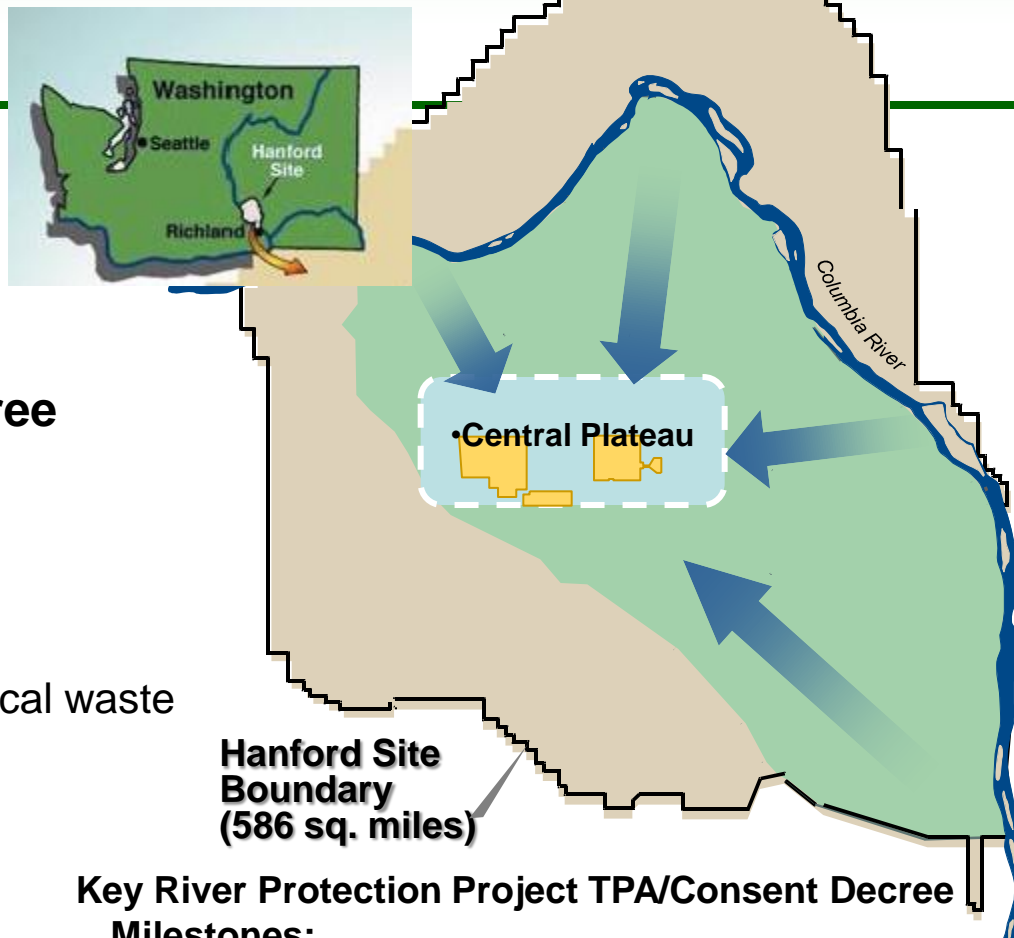 Washington
Seattle
Hanford
Site
Richland
Columbia River
ree
•Central Plateau
cal waste
Hanford Site
Boundary
(586 sq. miles)
Key River Protection Project TPA/Consent Decree
Milestones: